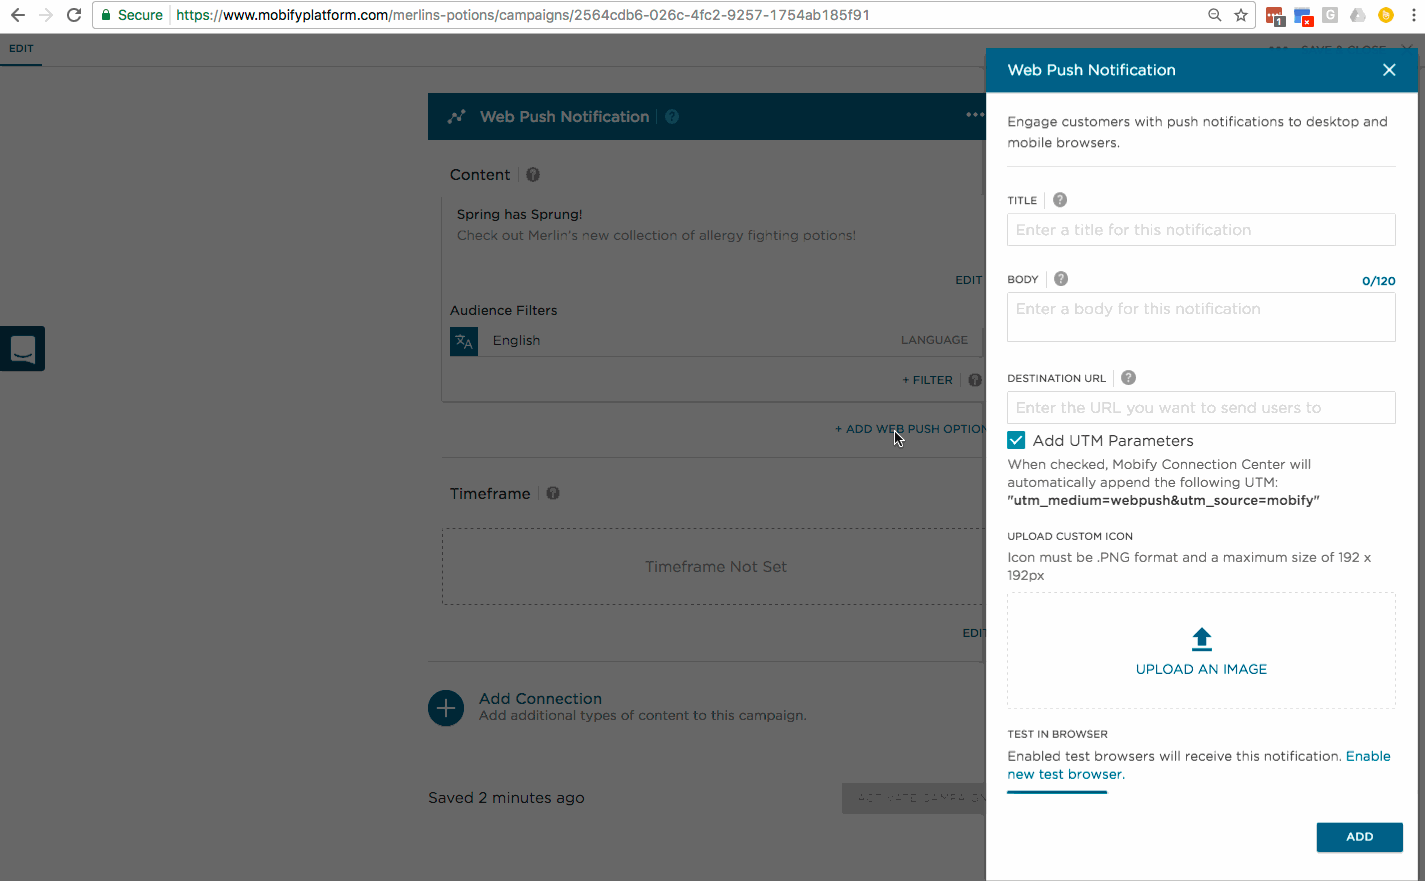 Secure
https://www.mobifyplatform.com/merlins-potions/campaigns/2564cdb6-026c-4fc2-9257-1754ab185f91
EDIT
Web Push Notification
Content
Spring has Sprung!
Check out Merlin's new collection of allergy fighting potions!
EDIT
Audience Filters
English
LANGUAGE
+ FILTER
+ ADD WEB PUSH OPTION
Timeframe
Timeframe Not Set
EDIT
Add Connection
Add additional types of content to this campaign.
Saved 2 minutes ago
ACTIVATE CAMPAIGN
SAVE & CLOSE
Web Push Notification
Engage customers with push notifications to desktop and
mobile browsers.
TITLE
Enter a title for this notification
BODY
0/120
Enter a body for this notification
DESTINATION URL
Enter the URL you want to send users to
Add UTM Parameters
When checked, Mobify Connection Center will
automatically append the following UTM:
"utm_medium=webpush&utm_source=mobify"
UPLOAD CUSTOM ICON
Icon must be .PNG format and a maximum size of 192 x
192px
UPLOAD AN IMAGE
TEST IN BROWSER
Enabled test browsers will receive this notification. Enable
new test browser.
ADD